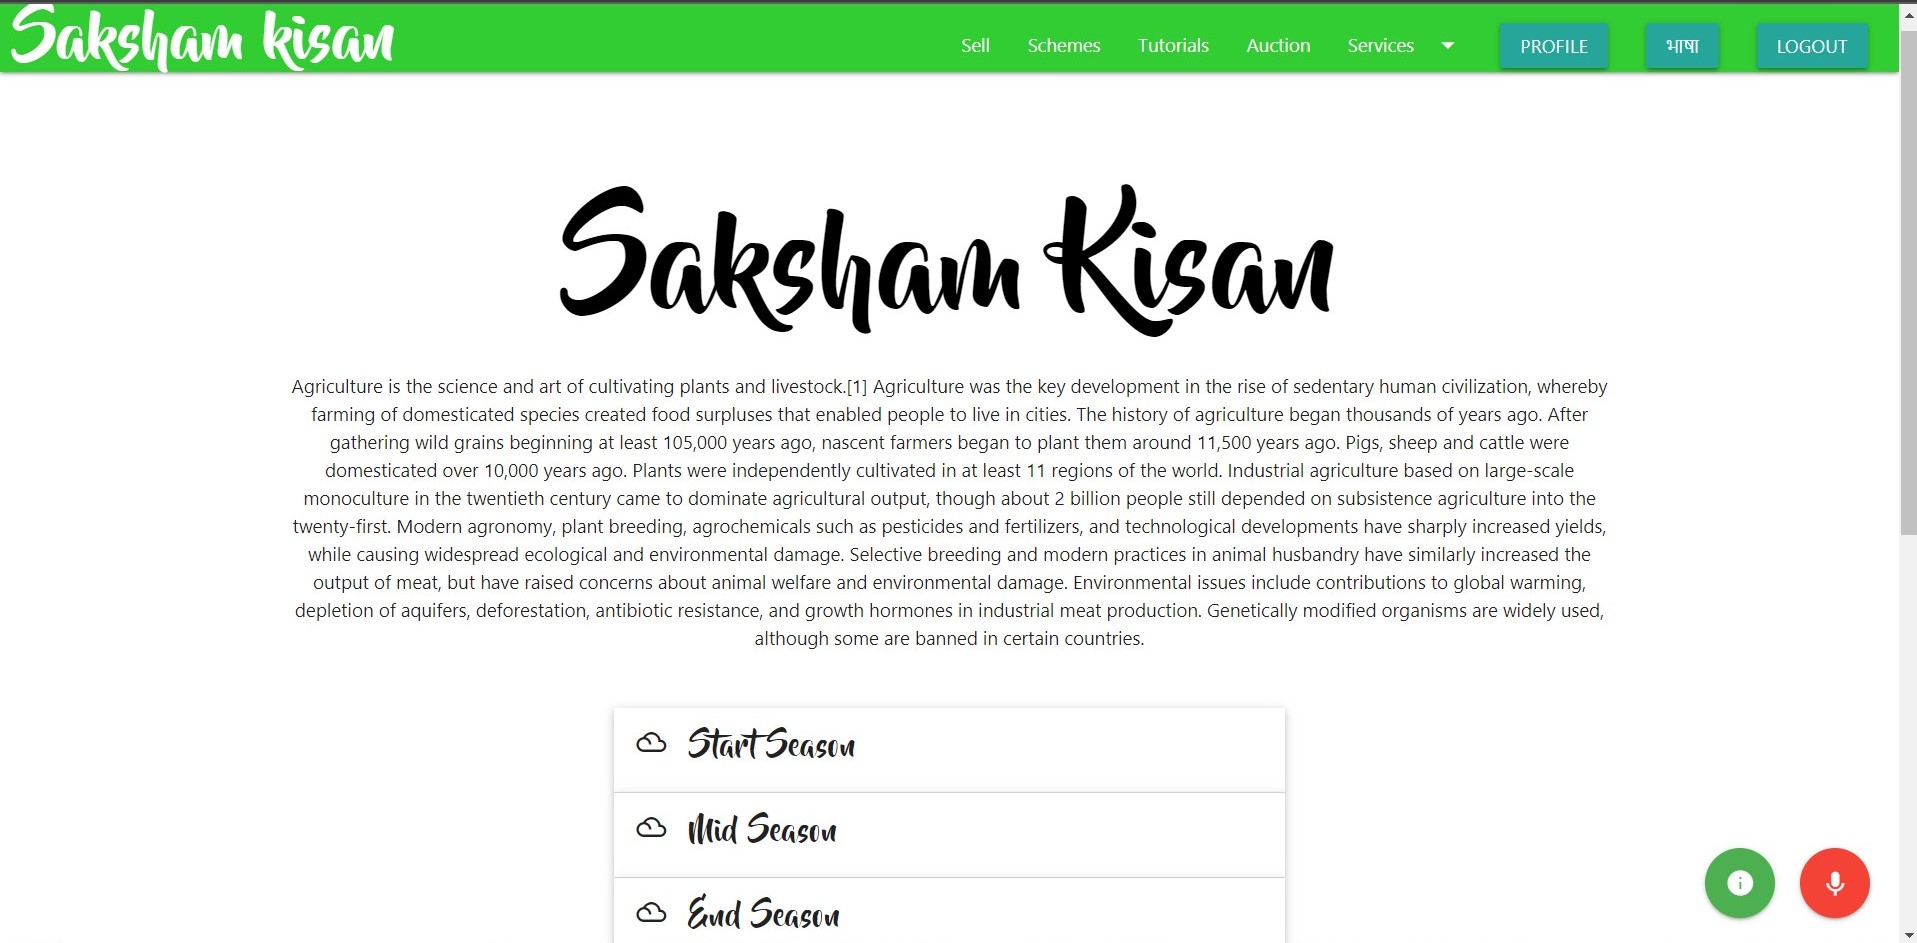 Saksham kisan
Sell Schemes Tutorials Auction Services PROFILE भाषा LOGOUT
Saksham Kisan
Agriculture is the science and art of cultivating plants and livestock.[1] Agriculture was the key development in the rise of sedentary human civilization, whereby
farming of domesticated species created food surpluses that enabled people to live in cities. The history of agriculture began thousands of years ago. After
gathering wild grains beginning at least 105,000 years ago, nascent farmers began to plant them around 11,500 years ago. Pigs, sheep and cattle were
domesticated over 10,000 years ago. Plants were independently cultivated in at least 11 regions of the world. Industrial agriculture based on large-scale
monoculture in the twentieth century came to dominate agricultural output, though about 2 billion people still depended on subsistence agriculture into the
twenty-first. Modern agronomy, plant breeding, agrochemicals such as pesticides and fertilizers, and technological developments have sharply increased yields,
while causing widespread ecological and environmental damage. Selective breeding and modern practices in animal husbandry have similarly increased the
output of meat, but have raised concerns about animal welfare and environmental damage. Environmental issues include contributions to global warming,
depletion of aquifers, deforestation, antibiotic resistance, and growth hormones in industrial meat production. Genetically modified organisms are widely used,
although some are banned in certain countries.
Start Season
Mid Season
End Season